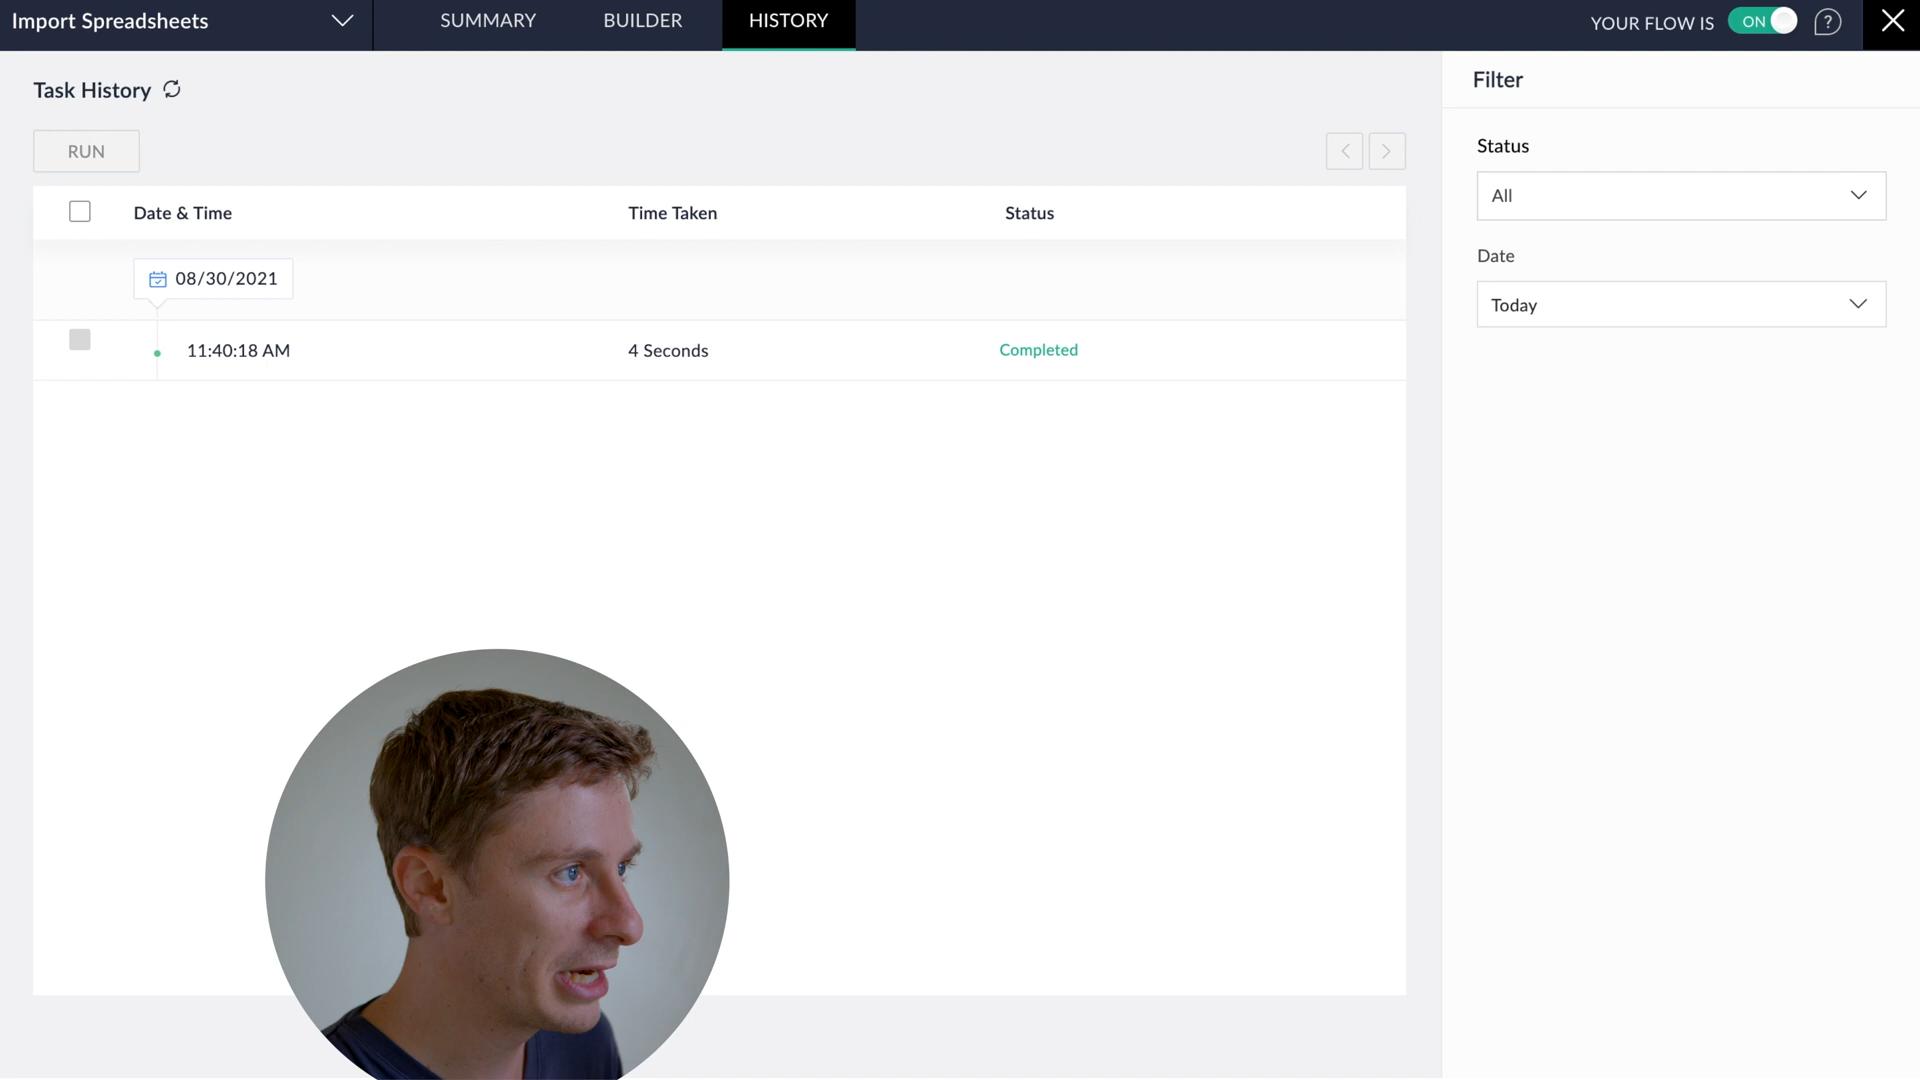 Import Spreadsheets
SUMMARY
BUILDER
HISTORY
YOUR FLOW IS
ON
?
Task History
RUN
Date & Time
Time Taken
Status
08/30/2021
11:40:18 AM
4 Seconds
Completed
Filter
Status
All
Date
Today